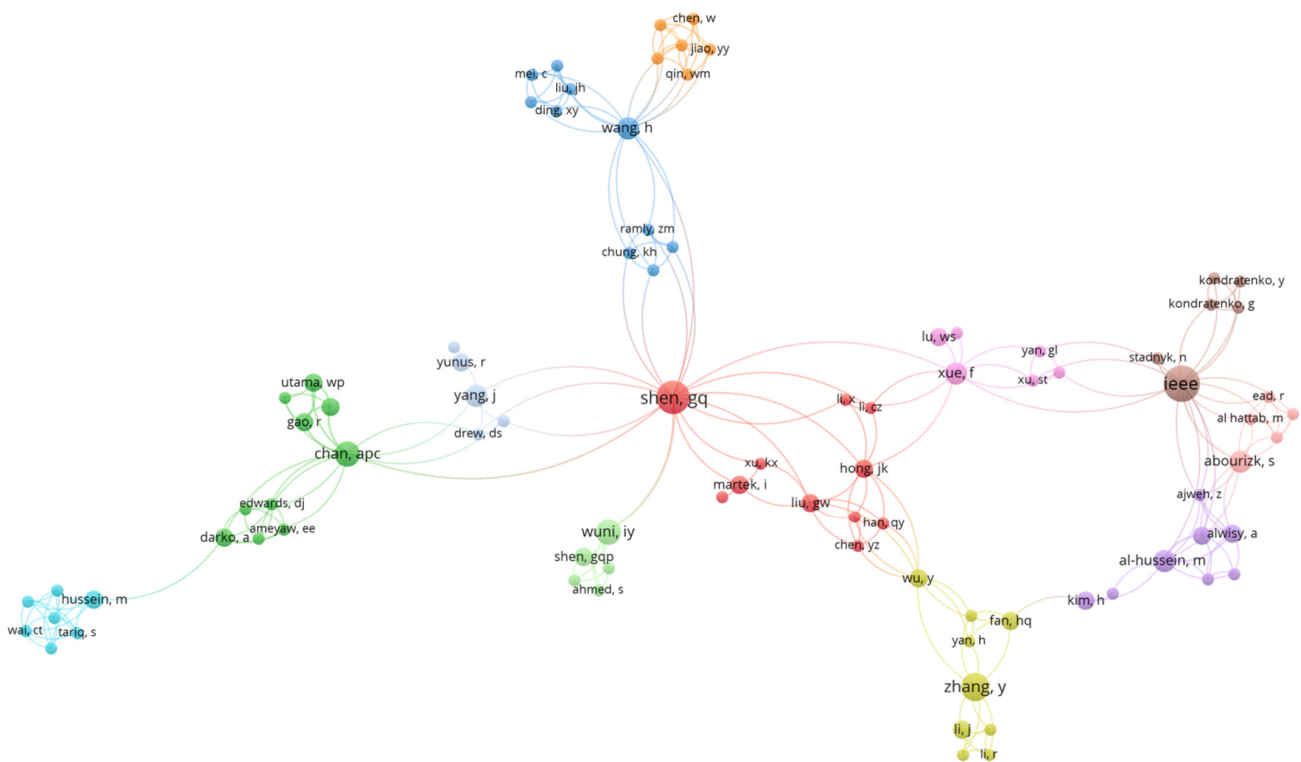 chen, w
jiao, yy
mei, c
qin, wm
liu, jh
ding, xy
wang, h
ramly, zm
chung, kh
kondratenko, y
kondratenko, g
lu, ws
yan, gl
stadnyk, n
yunus, r
xue, f
xu, st
ieee
utama, wp
yang, j
shen, gq
li, x
li, cz
ead, r
gao, r
drew, ds
al hattab, m
chan, apc
xu, kx
hong, jk
abourizk, s
martek, i
edwards, dj
liu, gw
ajweh, z
darko, a
ameyaw, ee
wuni, iy
han, qy
alwisy, a
chen, yz
shen, gqp
al-hussein, m
wu, y
ahmed, s
hussein, m
kim, h
wai, ct
tariq, s
fan, hq
yan, h
zhang, y
li, j
li, r